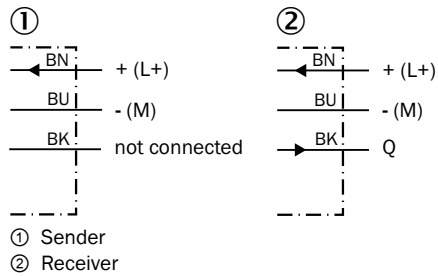 ① ②
BN + (L+) BN + (L+)
BU - (M) BU - (M)
BK not connected BK Q
① Sender
② Receiver